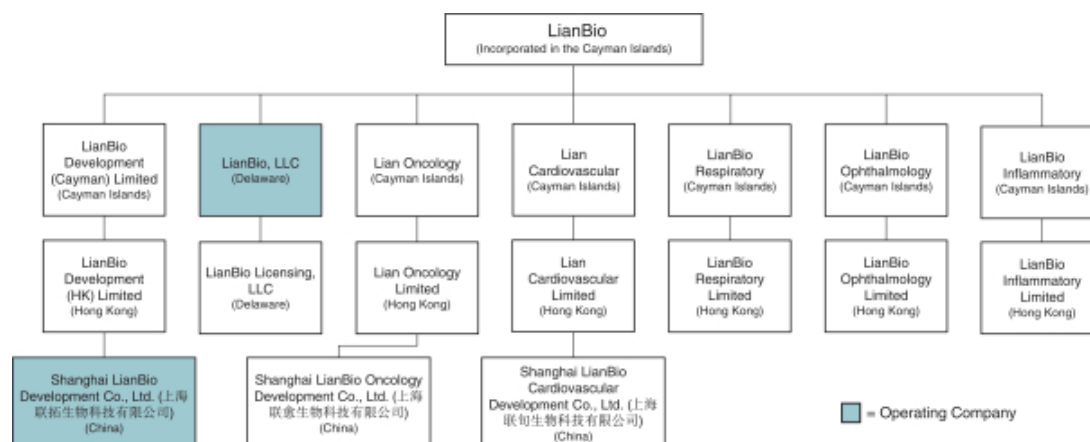 LianBio
(Incorporated in the Cayman Islands)
LianBio
Development
(Cayman) Limited
(Cayman Islands)
LianBio, LLC
(Delaware)
Lian Oncology
(Cayman Islands)
Lian
Cardiovascular
(Cayman Islands)
LianBio
Respiratory
(Cayman Islands)
LianBio
Ophthalmology
(Cayman Islands)
LianBio
Inflammatory
(Cayman Islands)
LianBio
Development
(HK) Limited
(Hong Kong)
LianBio Licensing,
LLC
(Delaware)
Lian Oncology
Limited
(Hong Kong)
Lian
Cardiovascular
Limited
(Hong Kong)
LianBio
Respiratory
Limited
(Hong Kong)
LianBio
Ophthalmology
Limited
(Hong Kong)
LianBio
Inflammatory
Limited
(Hong Kong)
Shanghai LianBio
Development Co., Ltd. (上海
联拓生物科技有限公司)
(China)
Shanghai LianBio Oncology
Development Co., Ltd. (上海
联愈生物科技有限公司)
(China)
Shanghai LianBio
Cardiovascular
Development Co., Ltd. (上海
联旬生物科技有限公司)
(China)
= Operating Company